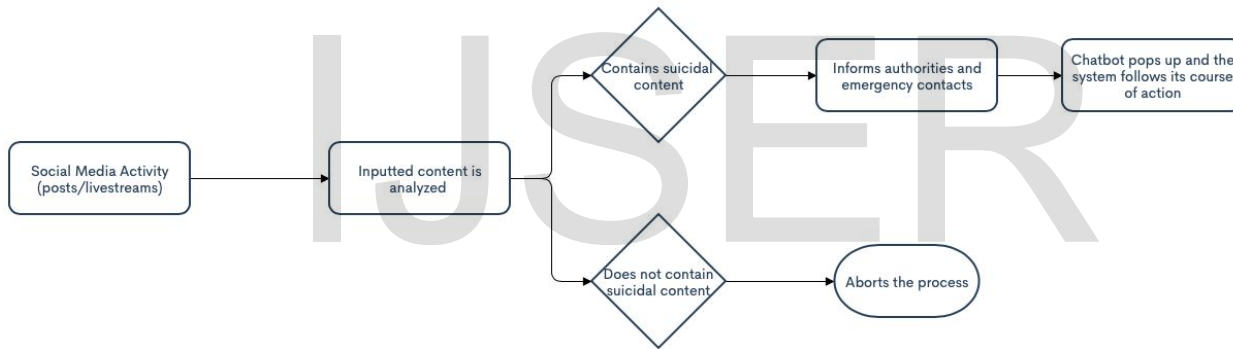 Social Media Activity
(posts/livestreams)
Inputted content is
analyzed
Contains suicidal
content
Informs authorities and
emergency contacts
Chatbot pops up and the
system follows its course
of action
Does not contain
suicidal content
Aborts the process
IJSER